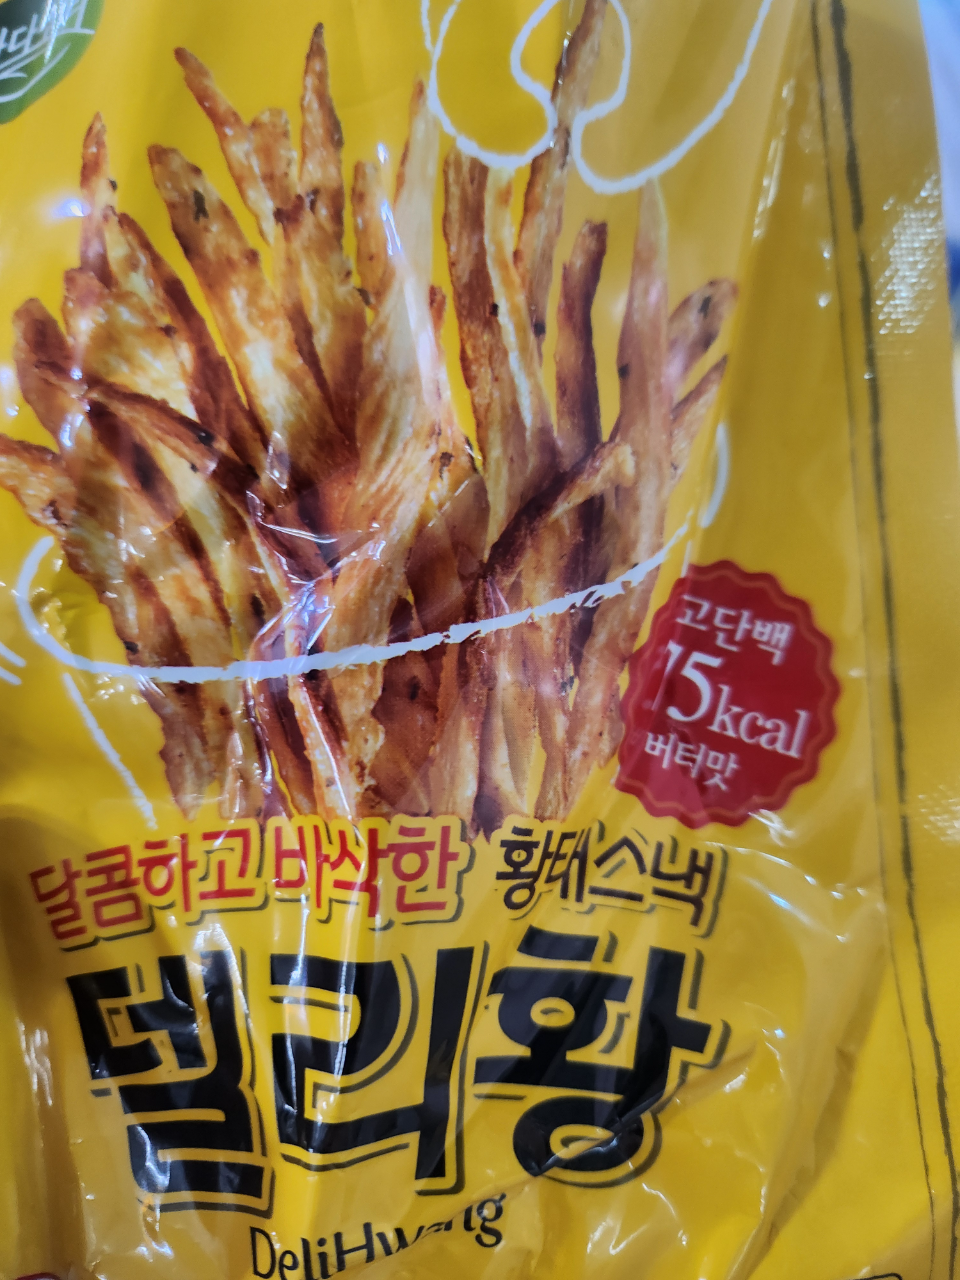 고단백
15kcal
버터맛
달콤하고 바삭한 황태스낵
델리황
DeliHwang